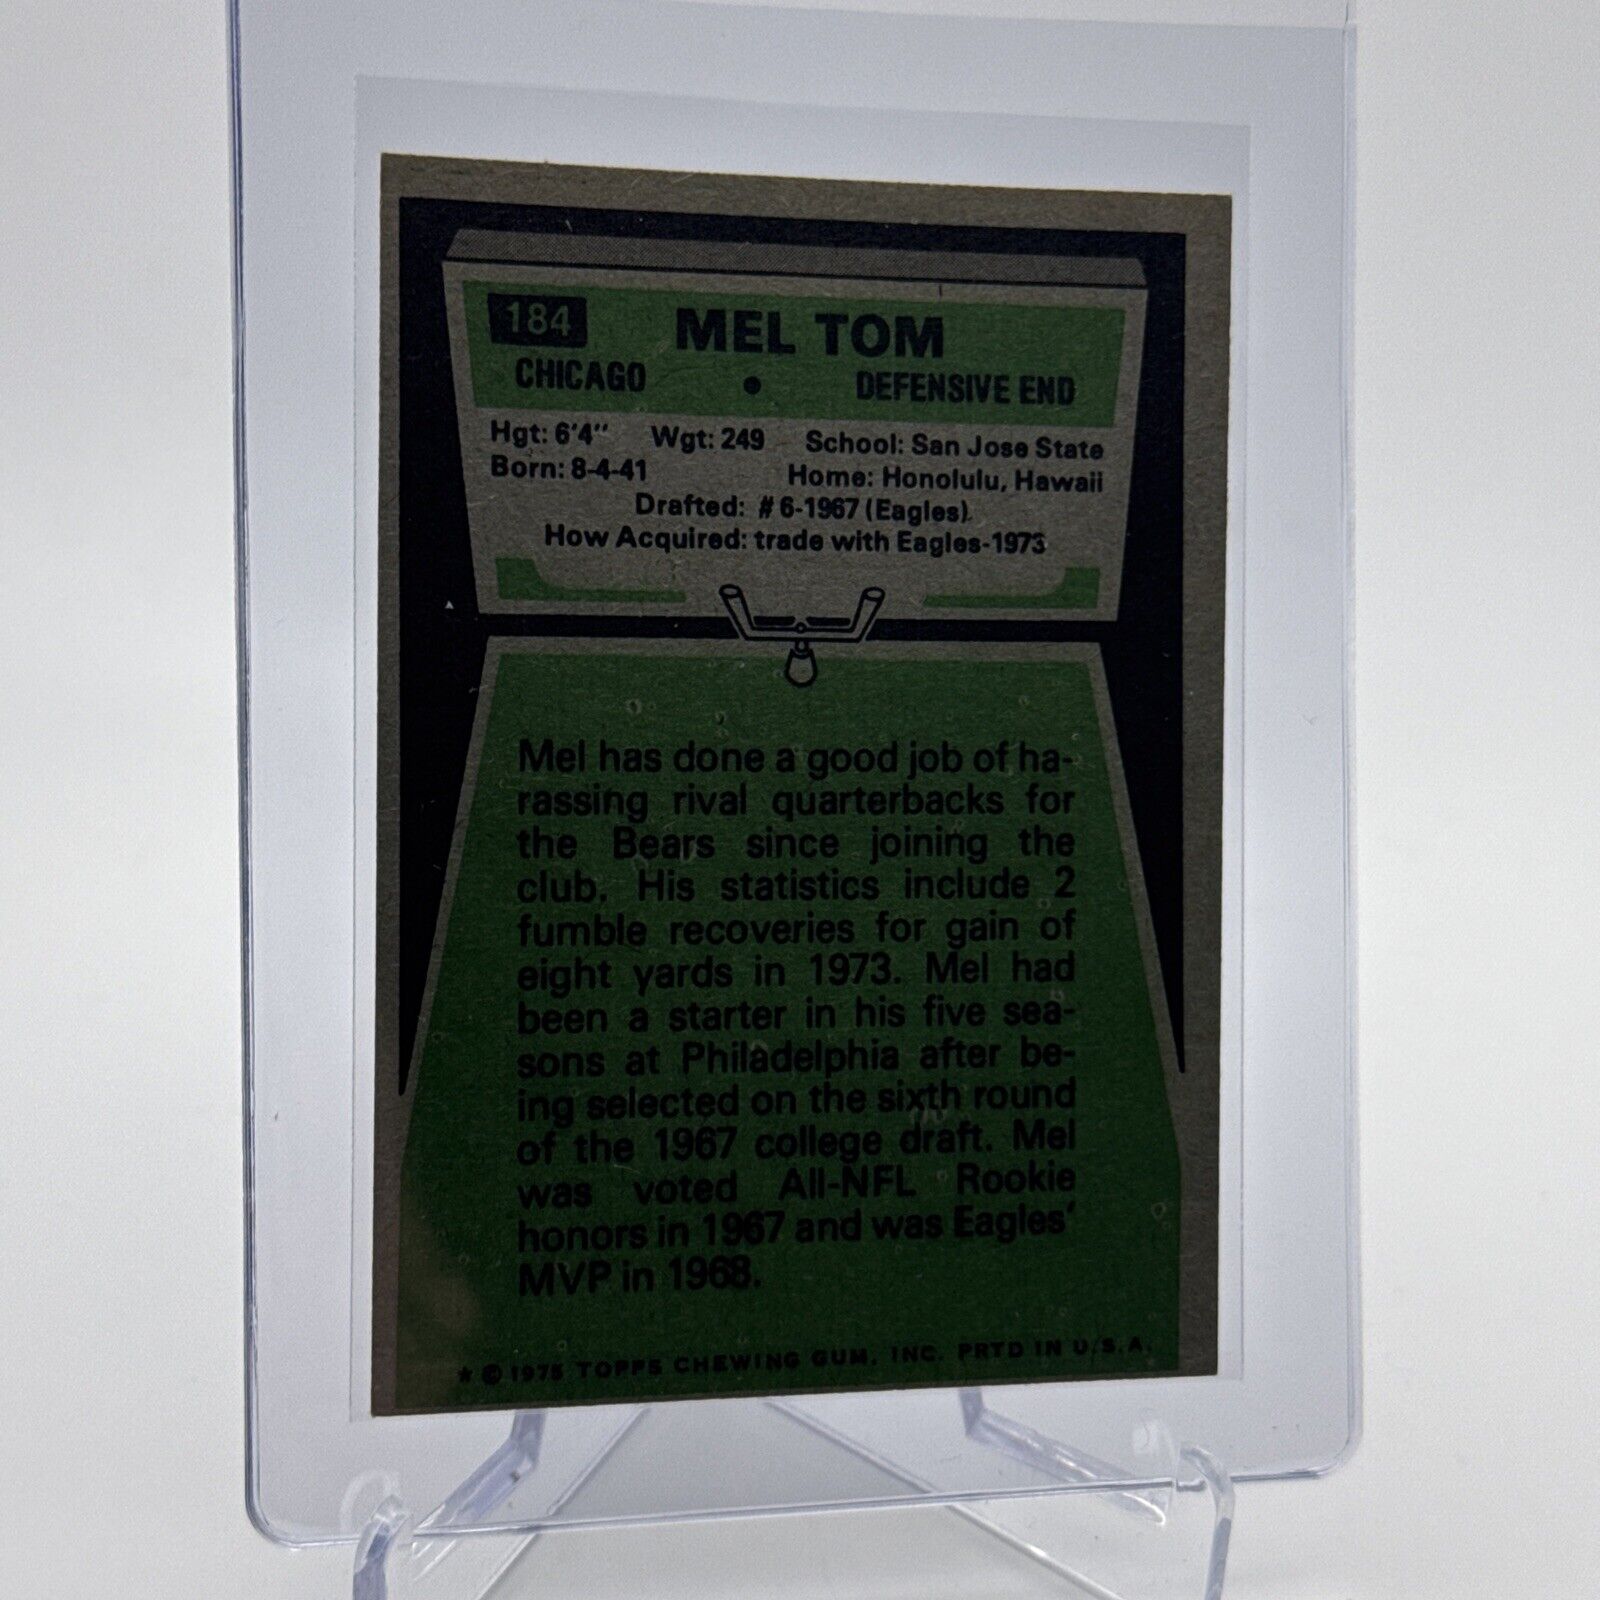 184 MEL TOM
CHICAGO • DEFENSIVE END
Hgt: 6'4" Wgt: 249 School: San Jose State
Born: 8-4-41 Home: Honolulu, Hawaii
Drafted: #6-1967 (Eagles)
How Acquired: trade with Eagles-1973
Mel has done a good job of ha-
rassing rival quarterbacks for
the Bears since joining the
club. His statistics include 2
fumble recoveries for gain of
eight yards in 1973. Mel had
been a starter in his five sea-
sons at Philadelphia after be-
ing selected on the sixth round
of the 1967 college draft. Mel
was voted All-NFL Rookie
honors in 1967 and was Eagles'
MVP in 1968.
★ © 1975 TOPPS CHEWING GUM, INC. PRTD IN U.S.A.